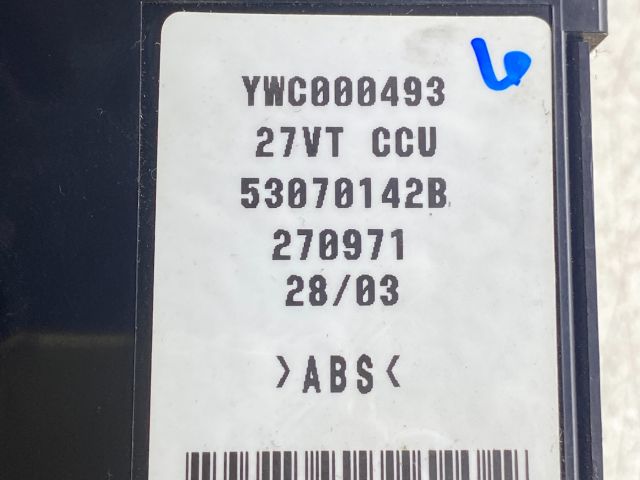 YWC000493
27VT CCU
53070142B
270971
28/03
>ABS<